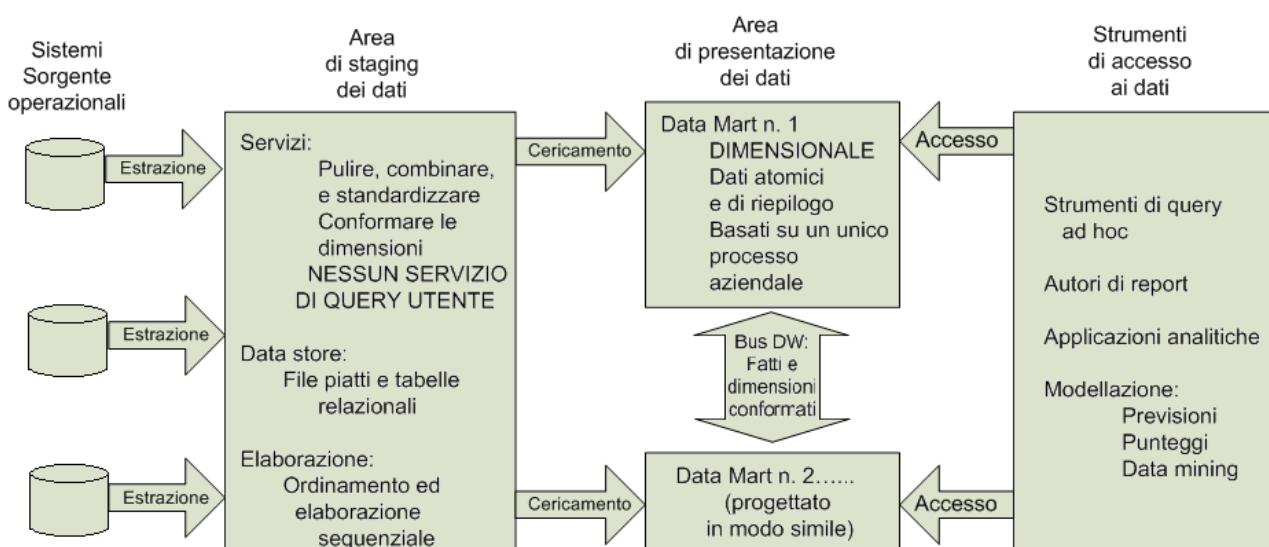 Sistemi
Sorgente
operazionali
Area
di staging
dei dati
Area
di presentazione
dei dati
Strumenti
di accesso
ai dati
Estrazione
Estrazione
Estrazione
Servizi:
Pulire, combinare,
e standardizzare
Conformare le
dimensioni
NESSUN SERVIZIO
DI QUERY UTENTE
Data store:
File piatti e tabelle
relazionali
Elaborazione:
Ordinamento ed
elaborazione
sequenziale
Cericamento
Cericamento
Data Mart n. 1
DIMENSIONALE
Dati atomici
e di riepilogo
Basati su un unico
processo
aziendale
Bus DW:
Fatti e
dimensioni
conformati
Data Mart n. 2......
(progettato
in modo simile)
Accesso
Accesso
Strumenti di query
ad hoc
Autori di report
Applicazioni analitiche
Modellazione:
Previsioni
Punteggi
Data mining